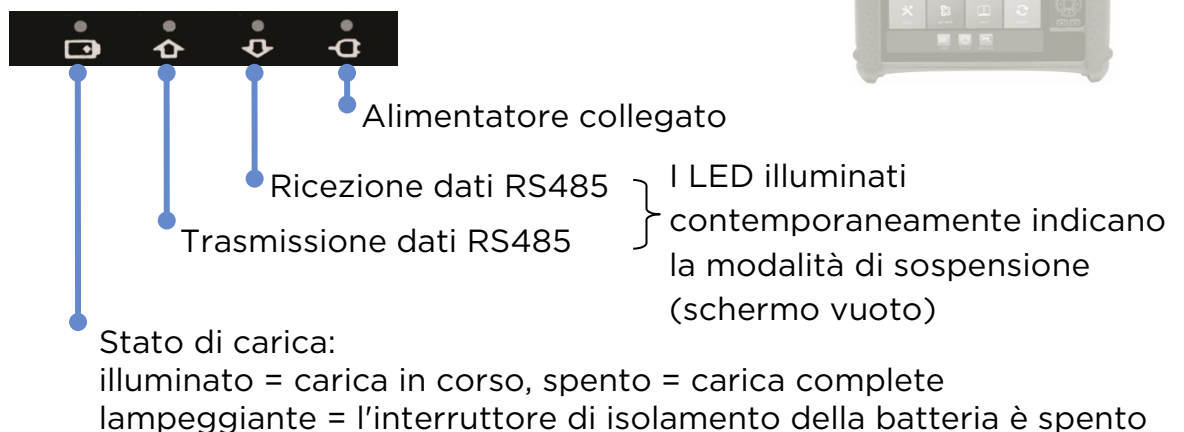 Alimentatore collegato
Ricezione dati RS485
Trasmissione dati RS485
I LED illuminati
contemporaneamente indicano
la modalità di sospensione
(schermo vuoto)
Stato di carica:
illuminato = carica in corso, spento = carica complete
lampeggiante = l'interruttore di isolamento della batteria è spento